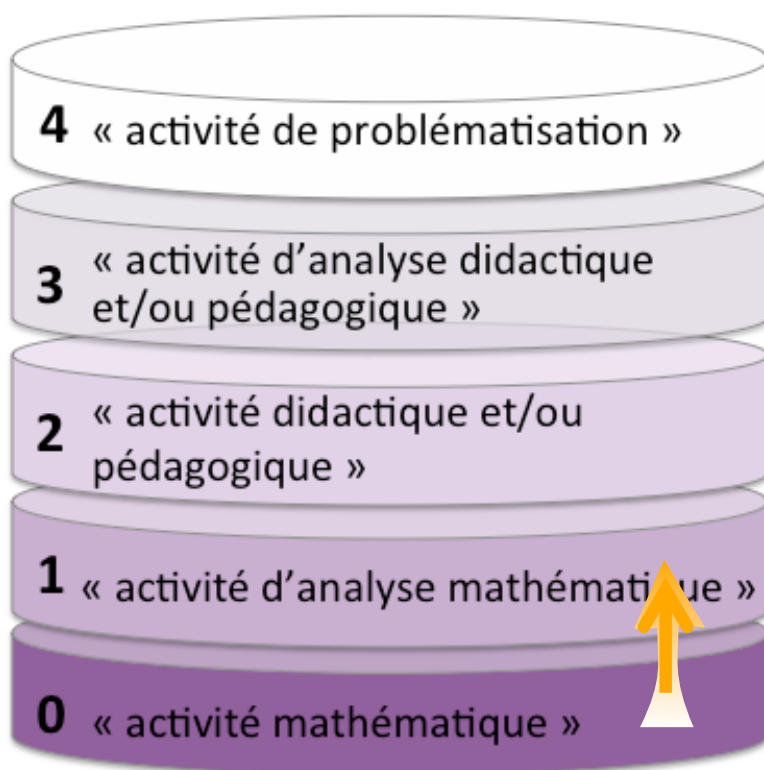 4 « activité de problématisation »
3 « activité d’analyse didactique
et/ou pédagogique »
2 « activité didactique et/ou
pédagogique »
1 « activité d’analyse mathématique »
0 « activité mathématique »